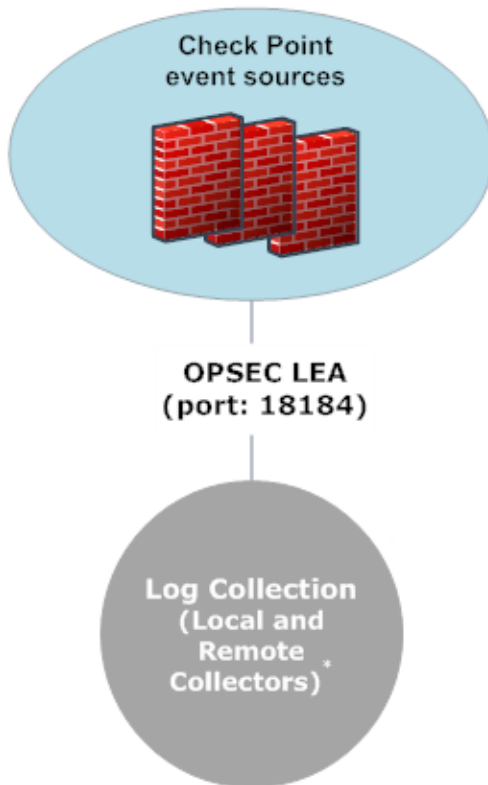 Check Point
event sources
OPSEC LEA
(port: 18184)
Log Collection
(Local and
Remote
Collectors)*